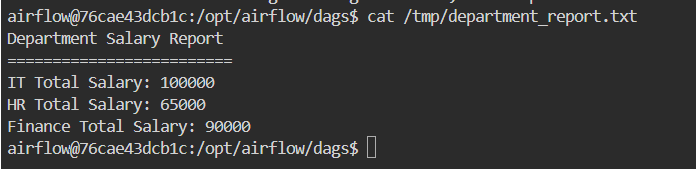 airflow@76cae43dcb1c:/opt/airflow/dags$ cat /tmp/department_report.txt
Department Salary Report
=========================
IT Total Salary: 100000
HR Total Salary: 65000
Finance Total Salary: 90000
airflow@76cae43dcb1c:/opt/airflow/dags$